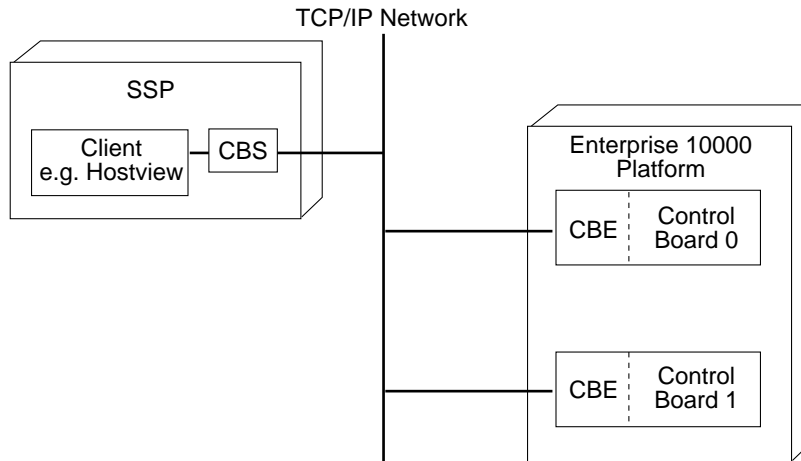 TCP/IP Network
SSP
Client
e.g. Hostview
CBS
Enterprise 10000
Platform
CBE
Control
Board 0
CBE
Control
Board 1